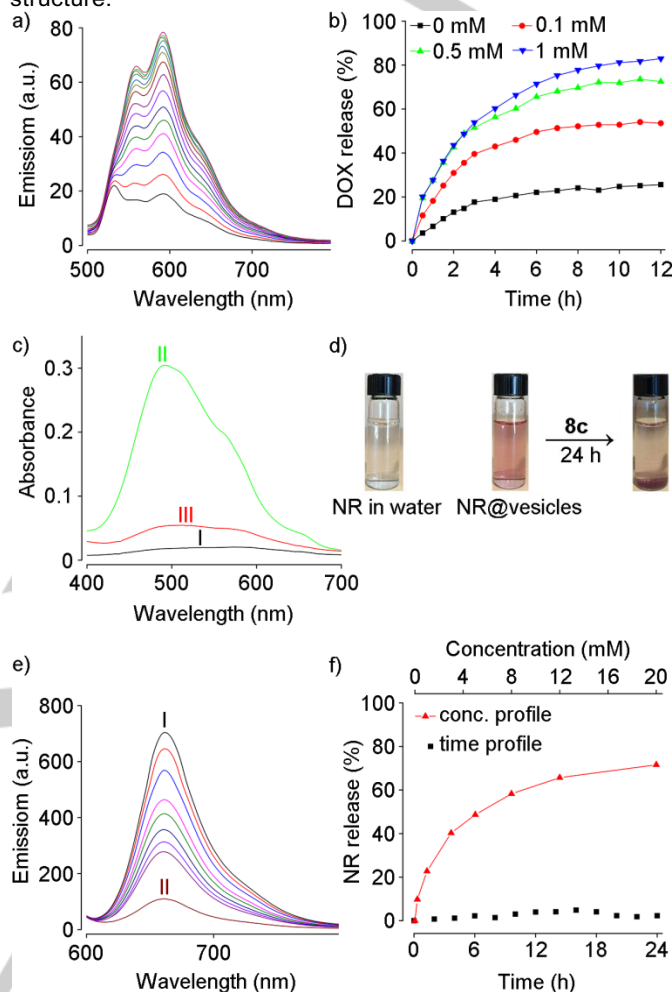 structure.
a)
80
60
40
20
0
Emissiom (a.u.)
500 600 700
Wavelength (nm)
b)
0 mM 0.1 mM
0.5 mM 1 mM
100
80
60
40
20
0
DOX release (%)
0 2 4 6 8 10 12
Time (h)
c)
II
III
I
0.3
0.2
0.1
0
Absorbance
400 500 600 700
Wavelength (nm)
d)
8c
24 h
NR in water NR@vesicles
e)
I
II
800
600
400
200
0
Emissiom (a.u.)
600 700
Wavelength (nm)
f)
Concentration (mM)
0 4 8 12 16 20
conc. profile
time profile
100
80
60
40
20
0
NR release (%)
0 6 12 18 24
Time (h)